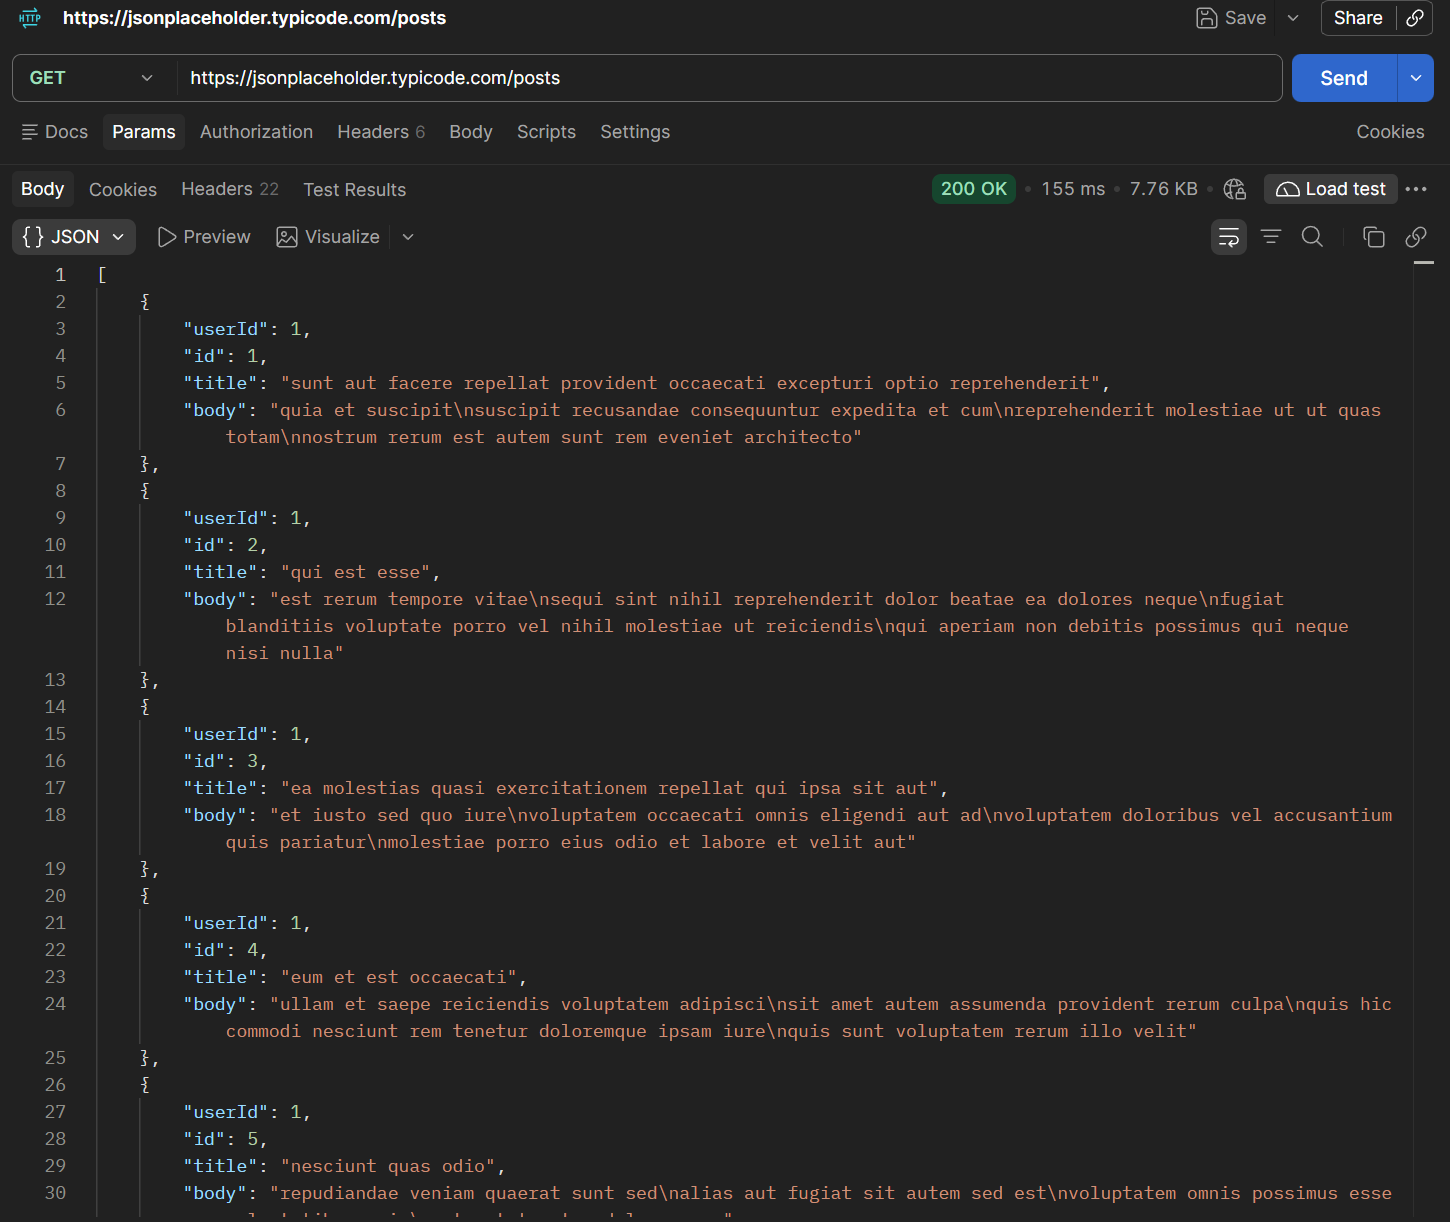 HTTP https://jsonplaceholder.typicode.com/posts Save Share
GET https://jsonplaceholder.typicode.com/posts Send
Docs Params Authorization Headers 6 Body Scripts Settings Cookies
Body Cookies Headers 22 Test Results 200 OK • 155 ms • 7.76 KB • Load test
{} JSON Preview Visualize
1 [
2 {
3 "userId": 1,
4 "id": 1,
5 "title": "sunt aut facere repellat provident occaecati excepturi optio reprehenderit",
6 "body": "quia et suscipit\nsuscipit recusandae consequuntur expedita et cum\nreprehenderit molestiae ut ut quas
totam\nnostrum rerum est autem sunt rem eveniet architecto"
7 },
8 {
9 "userId": 1,
10 "id": 2,
11 "title": "qui est esse",
12 "body": "est rerum tempore vitae\nsequi sint nihil reprehenderit dolor beatae ea dolores neque\nfugiat
blanditiis voluptate porro vel nihil molestiae ut reiciendis\nqui aperiam non debitis possimus qui neque
nisi nulla"
13 },
14 {
15 "userId": 1,
16 "id": 3,
17 "title": "ea molestias quasi exercitationem repellat qui ipsa sit aut",
18 "body": "et iusto sed quo iure\nvoluptatem occaecati omnis eligendi aut ad\nvoluptatem doloribus vel accusantium
quis pariatur\nmolestiae porro eius odio et labore et velit aut"
19 },
20 {
21 "userId": 1,
22 "id": 4,
23 "title": "eum et est occaecati",
24 "body": "ullam et saepe reiciendis voluptatem adipisci\nsit amet autem assumenda provident rerum culpa\nquis hic
commodi nesciunt rem tenetur doloremque ipsam iure\nquis sunt voluptatem rerum illo velit"
25 },
26 {
27 "userId": 1,
28 "id": 5,
29 "title": "nesciunt quas odio",
30 "body": "repudiandae veniam quaerat sunt sed\nalias aut fugiat sit autem sed est\nvoluptatem omnis possimus esse